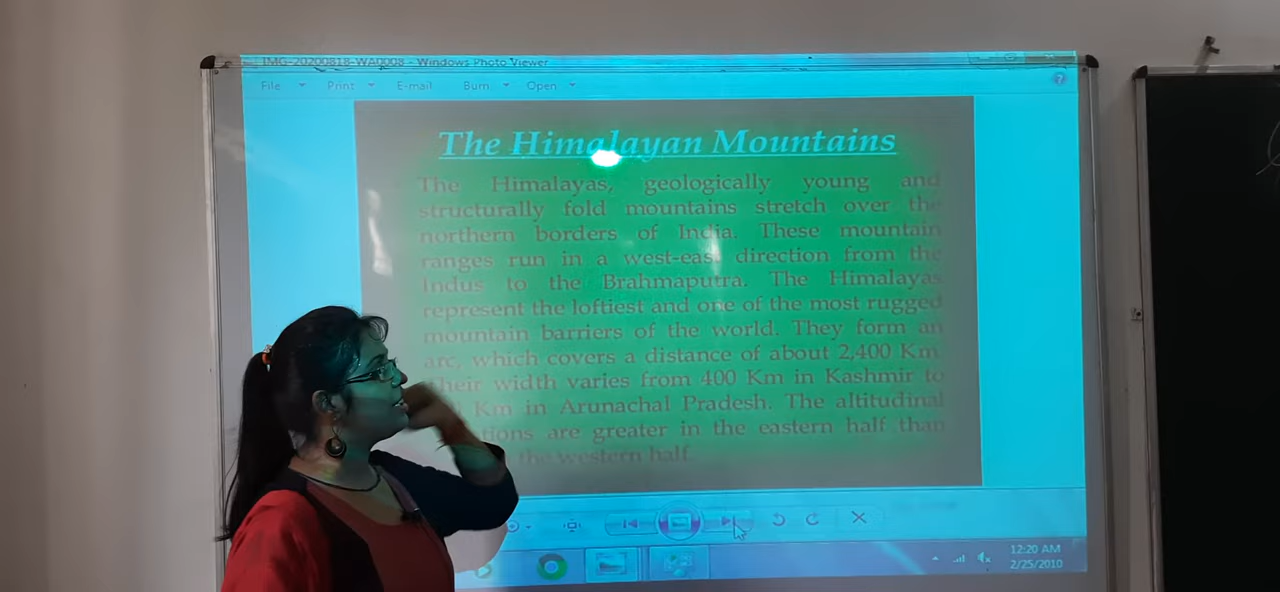 IMG-20200818-WA0008 - Windows Photo Viewer
File Print E-mail Burn Open
The Himalayan Mountains
The Himalayas, geologically young and
structurally fold mountains stretch over the
northern borders of India. These mountain
ranges run in a west-east direction from the
Indus to the Brahmaputra. The Himalayas
represent the loftiest and one of the most rugged
mountain barriers of the world. They form an
arc, which covers a distance of about 2,400 Km
Their width varies from 400 Km in Kashmir to
Km in Arunachal Pradesh. The altitudinal
tions are greater in the eastern half than
the western half.
12:20 AM
2/25/2010